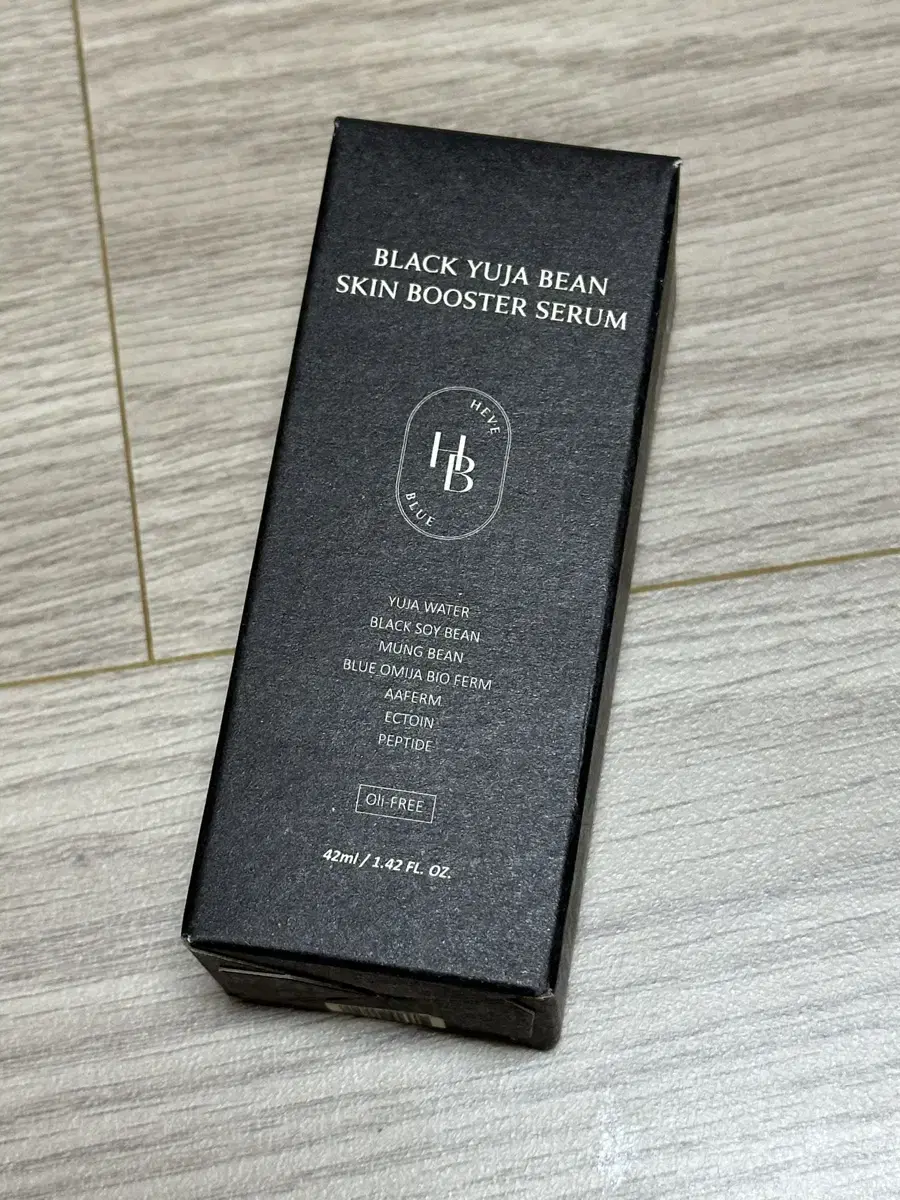 BLACK YUJA BEAN
SKIN BOOSTER SERUM
HEVE
HB
BLUE
YUJA WATER
BLACK SOY BEAN
MUNG BEAN
BLUE OMIJA BIO FERM
AAFERM
ECTOIN
PEPTIDE
OIl-FREE
42ml / 1.42 FL. OZ.